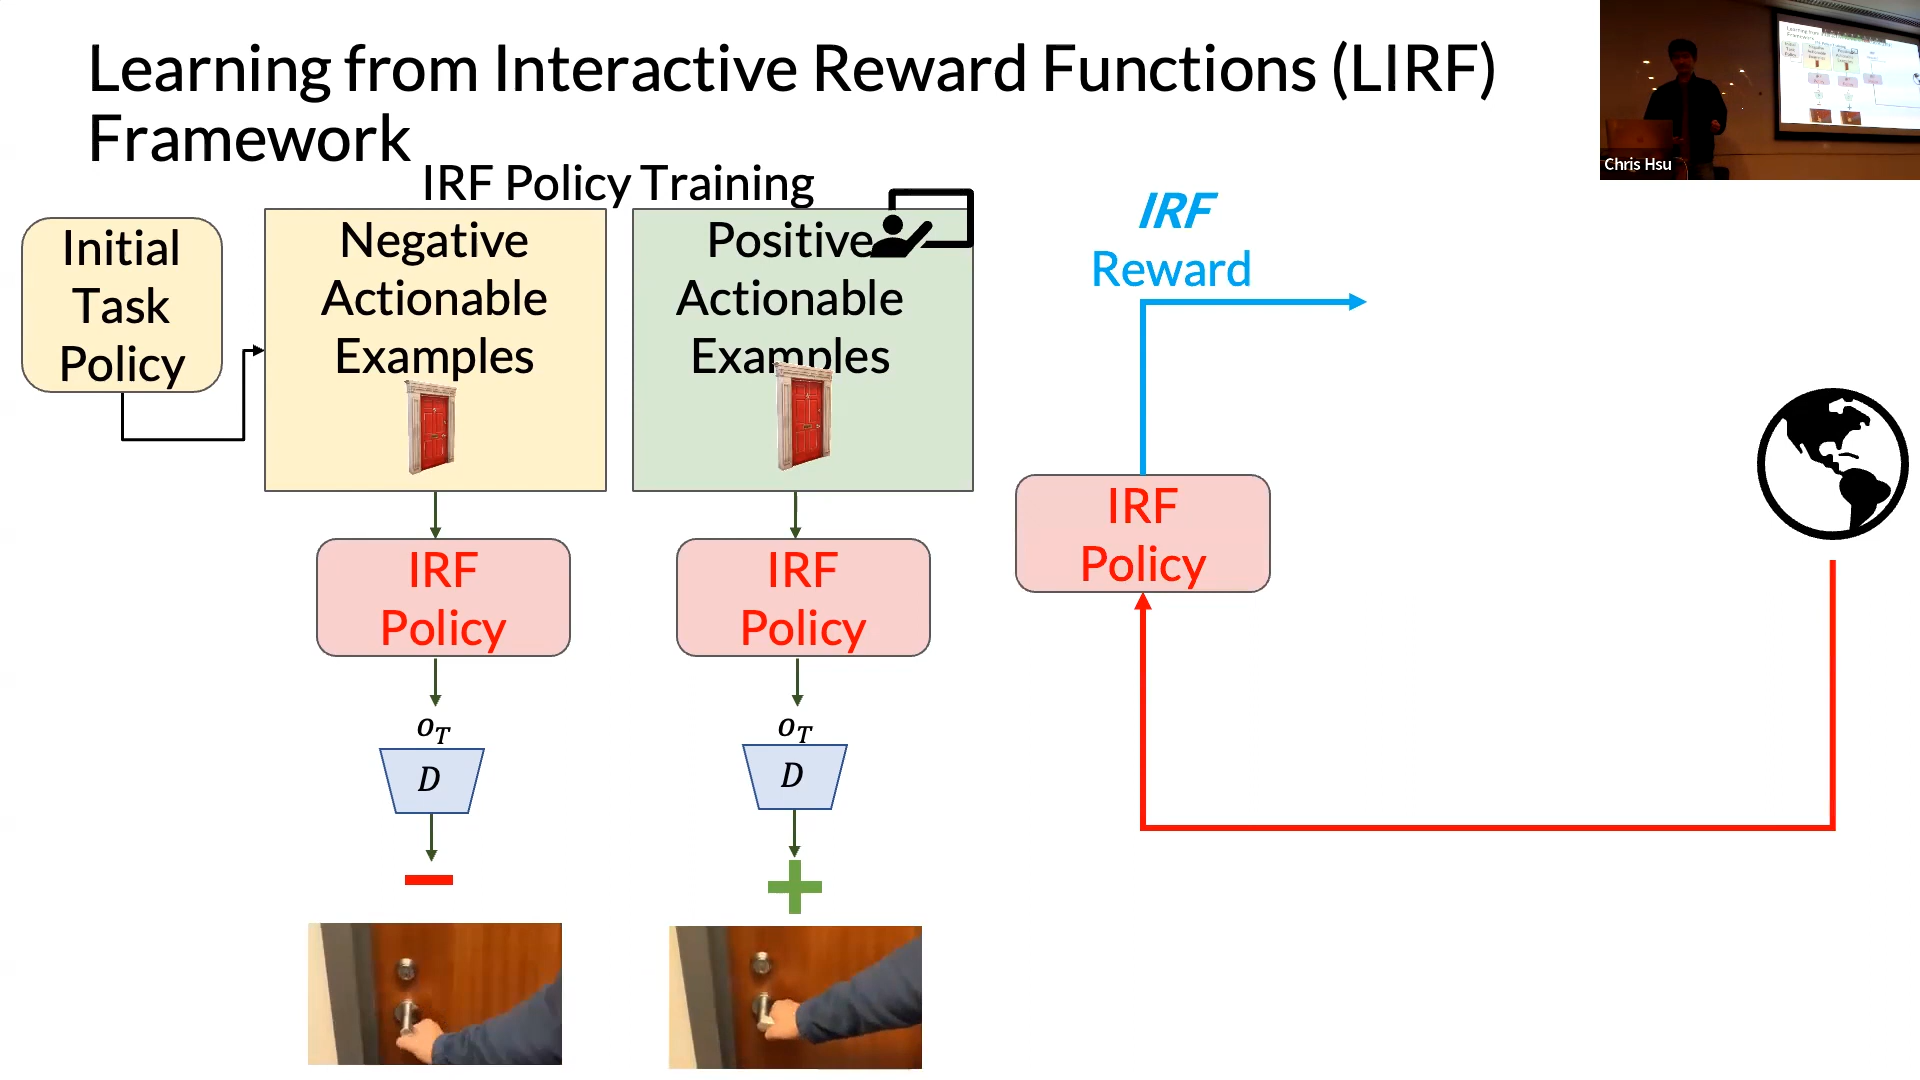 Learning from Interactive Reward Functions (LIRF)
Framework
IRF Policy Training
Initial
Task
Policy
Negative
Actionable
Examples
Positive
Actionable
Examples
IRF
Reward
IRF
Policy
IRF
Policy
IRF
Policy
o_T
o_T
D
D
Chris Hsu